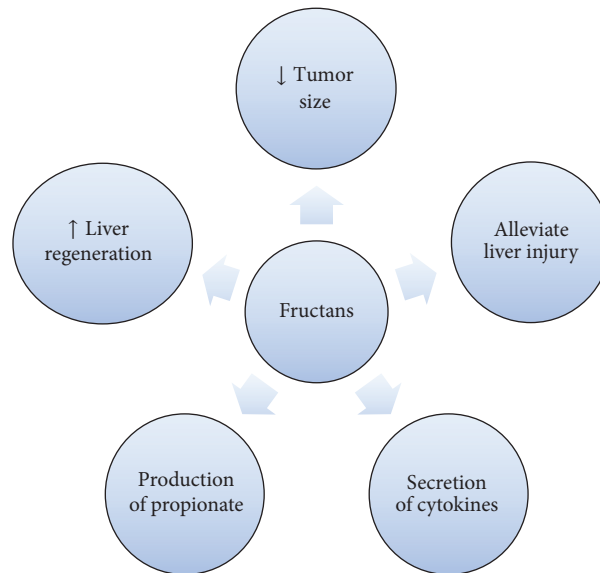 ↓ Tumor
size
↑ Liver
regeneration
Alleviate
liver injury
Fructans
Production
of propionate
Secretion
of cytokines